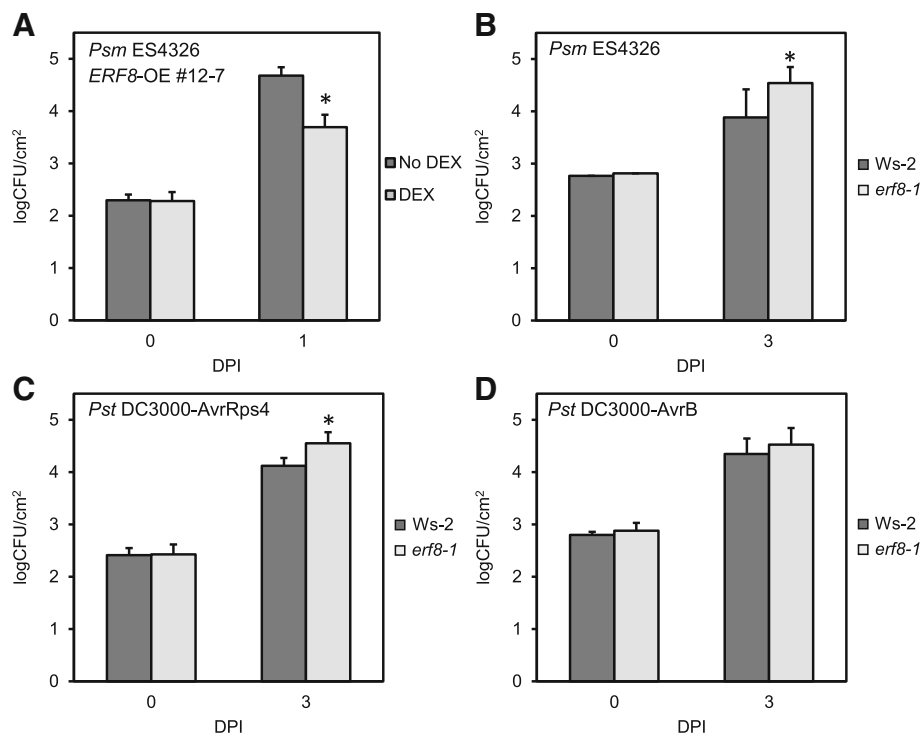 A
Psm ES4326
ERF8-OE #12-7
*
5
4
3
2
1
0
logCFU/cm²
0 1
DPI
No DEX
DEX
B
Psm ES4326
*
5
4
3
2
1
0
logCFU/cm²
0 3
DPI
Ws-2
erf8-1
C
Pst DC3000-AvrRps4
*
5
4
3
2
1
0
logCFU/cm²
0 3
DPI
Ws-2
erf8-1
D
Pst DC3000-AvrB
5
4
3
2
1
0
logCFU/cm²
0 3
DPI
Ws-2
erf8-1